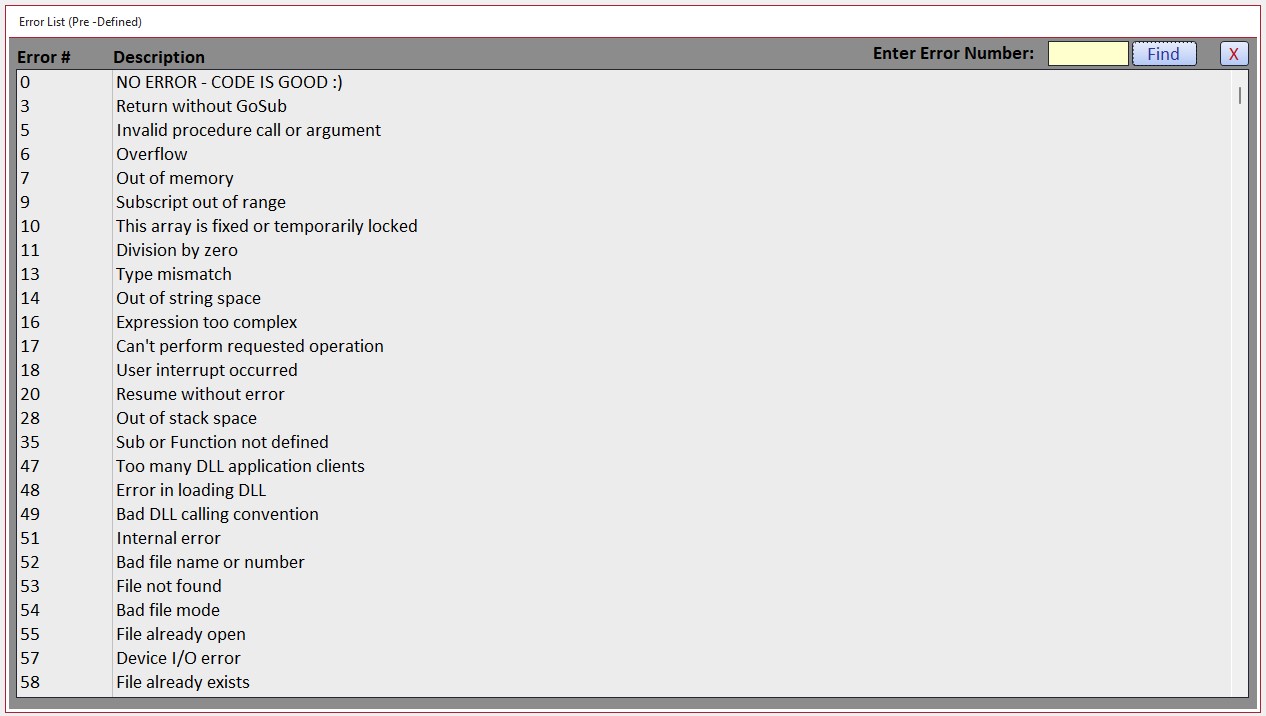 Error List (Pre -Defined)
Error # Description Enter Error Number: Find X
0 NO ERROR - CODE IS GOOD :)
3 Return without GoSub
5 Invalid procedure call or argument
6 Overflow
7 Out of memory
9 Subscript out of range
10 This array is fixed or temporarily locked
11 Division by zero
13 Type mismatch
14 Out of string space
16 Expression too complex
17 Can't perform requested operation
18 User interrupt occurred
20 Resume without error
28 Out of stack space
35 Sub or Function not defined
47 Too many DLL application clients
48 Error in loading DLL
49 Bad DLL calling convention
51 Internal error
52 Bad file name or number
53 File not found
54 Bad file mode
55 File already open
57 Device I/O error
58 File already exists